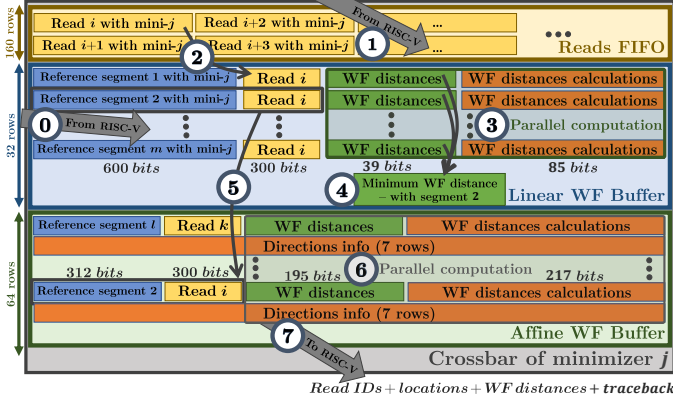 160 rows
Read i with mini-j
Read i+2 with mini-j
...
Read i+1 with mini-j
Read i+3 with mini-j
...
From RISC-V
1
2
Reads FIFO
32 rows
Reference segment 1 with mini-j
Read i
WF distances
WF distances calculations
Reference segment 2 with mini-j
Read i
WF distances
WF distances calculations
0
From RISC-V
3
Parallel computation
Reference segment m with mini-j
Read i
WF distances
WF distances calculations
600 bits
300 bits
39 bits
85 bits
5
4
Minimum WF distance
– with segment 2
Linear WF Buffer
64 rows
Reference segment l
Read k
WF distances
WF distances calculations
Directions info (7 rows)
312 bits
300 bits
195 bits
6
Parallel computation
217 bits
Reference segment 2
Read i
WF distances
WF distances calculations
Directions info (7 rows)
7
To RISC-V
Affine WF Buffer
Crossbar of minimizer j
Read IDs + locations + WF distances + traceback